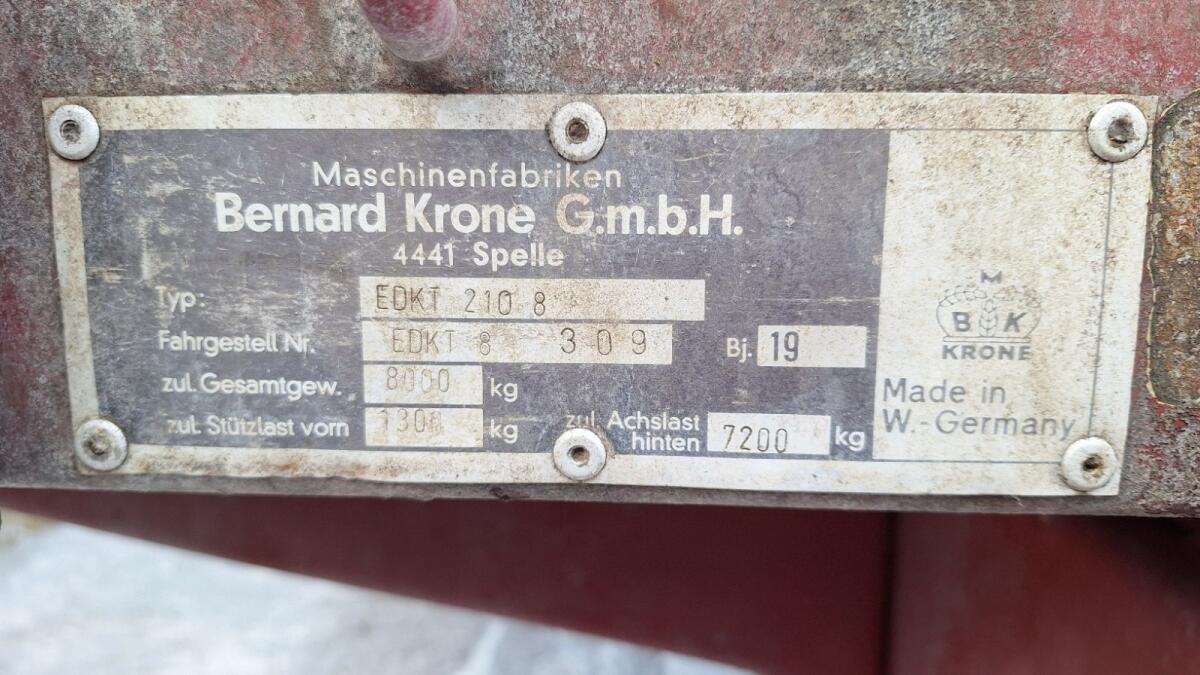 Maschinenfabriken
Bernard Krone G.m.b.H.
4441 Spelle
Typ: EDKT 210 8
Fahrgestell Nr. EDKT 8 309 Bj. 19
zul. Gesamtgew. 8000 kg
zul. Stützlast vorn 1300 kg zul. Achslast hinten 7200 kg
M
B K
KRONE
Made in
W.-Germany